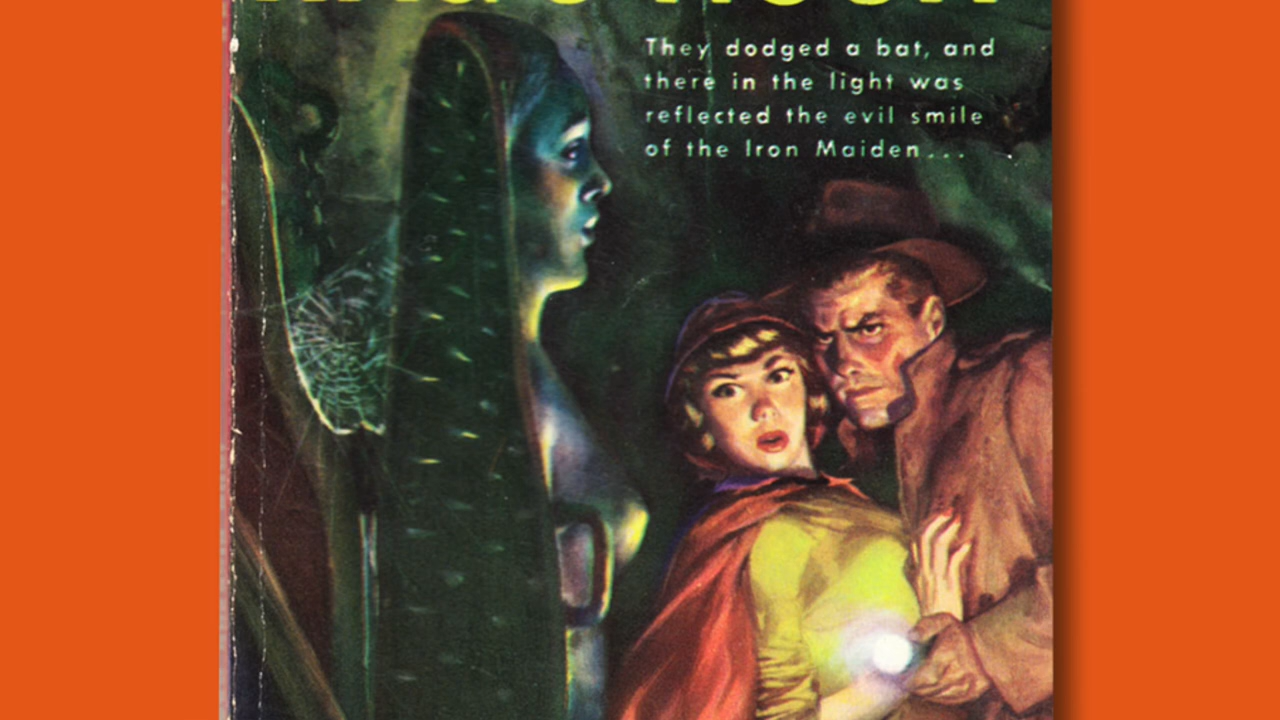 They dodged a bat, and
there in the light was
reflected the evil smile
of the Iron Maiden...